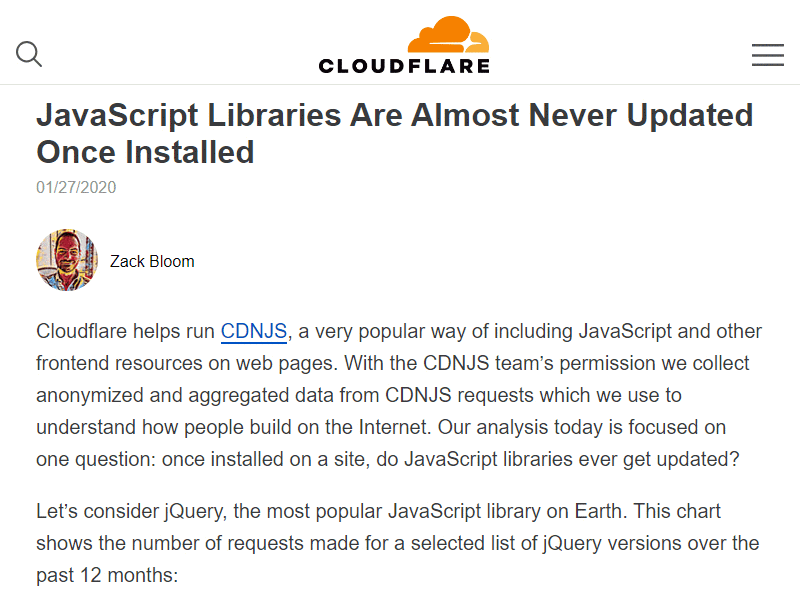 CLOUDFLARE
JavaScript Libraries Are Almost Never Updated
Once Installed
01/27/2020
Zack Bloom
Cloudflare helps run CDNJS, a very popular way of including JavaScript and other
frontend resources on web pages. With the CDNJS team’s permission we collect
anonymized and aggregated data from CDNJS requests which we use to
understand how people build on the Internet. Our analysis today is focused on
one question: once installed on a site, do JavaScript libraries ever get updated?
Let’s consider jQuery, the most popular JavaScript library on Earth. This chart
shows the number of requests made for a selected list of jQuery versions over the
past 12 months: